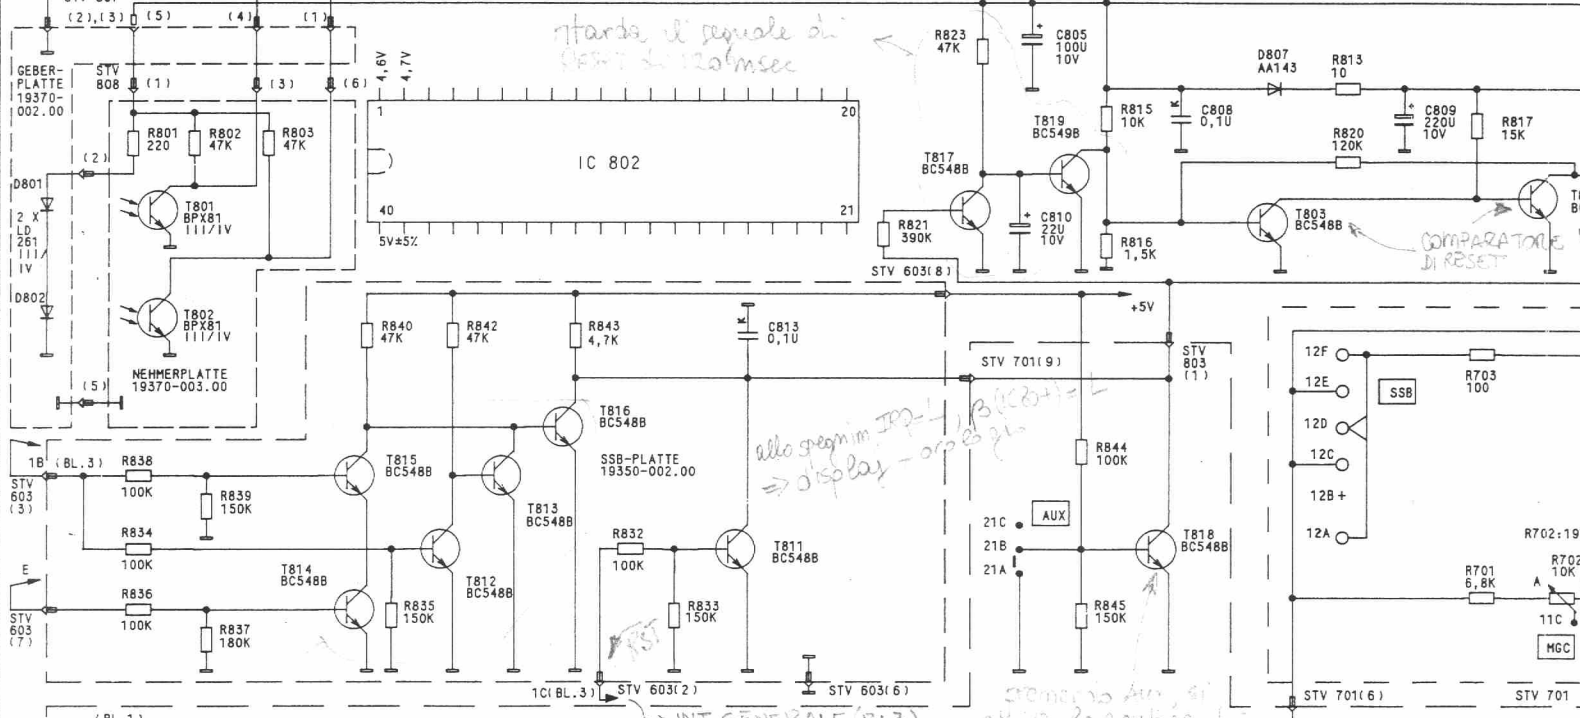 (2),(3)
(5)
(4)
(1)
GEBER-
PLATTE
19370-
002.00
STV
808
(1)
(3)
(6)
4,6V
4,7V
1
20
IC 802
40
21
5V±5%
R801
220
R802
47K
R803
47K
(2)
D801
2 X
LD
261
III/
IV
D802
T801
BPX81
III/IV
T802
BPX81
III/IV
NEHMERPLATTE
19370-003.00
(5)
R823
47K
C805
100U
10V
T819
BC549B
T817
BC548B
R815
10K
C808
0,1U
D807
AA143
R813
10
R820
120K
C809
220U
10V
R817
15K
R821
390K
C810
22U
10V
R816
1,5K
T803
BC548B
COMPARATORE
DI RESET
STV 603(8)
+5V
R840
47K
R842
47K
R843
4,7K
C813
0,1U
STV 701(9)
STV
803
(1)
T816
BC548B
SSB-PLATTE
19350-002.00
T815
BC548B
T813
BC548B
1B (BL.3)
STV
603
(3)
R838
100K
R839
150K
R834
100K
T814
BC548B
T812
BC548B
R832
100K
T811
BC548B
E
STV
603
(7)
R836
100K
R837
180K
R835
150K
R833
150K
RST
1C(BL.3)
STV 603(2)
STV 603(6)
R844
100K
AUX
21C
21B
21A
T818
BC548B
R845
150K
12F
12E
12D
12C
12B+
12A
SSB
R703
100
R702:19
R701
6,8K
A
R702
10K
11C
MGC
STV 701(6)
STV 701